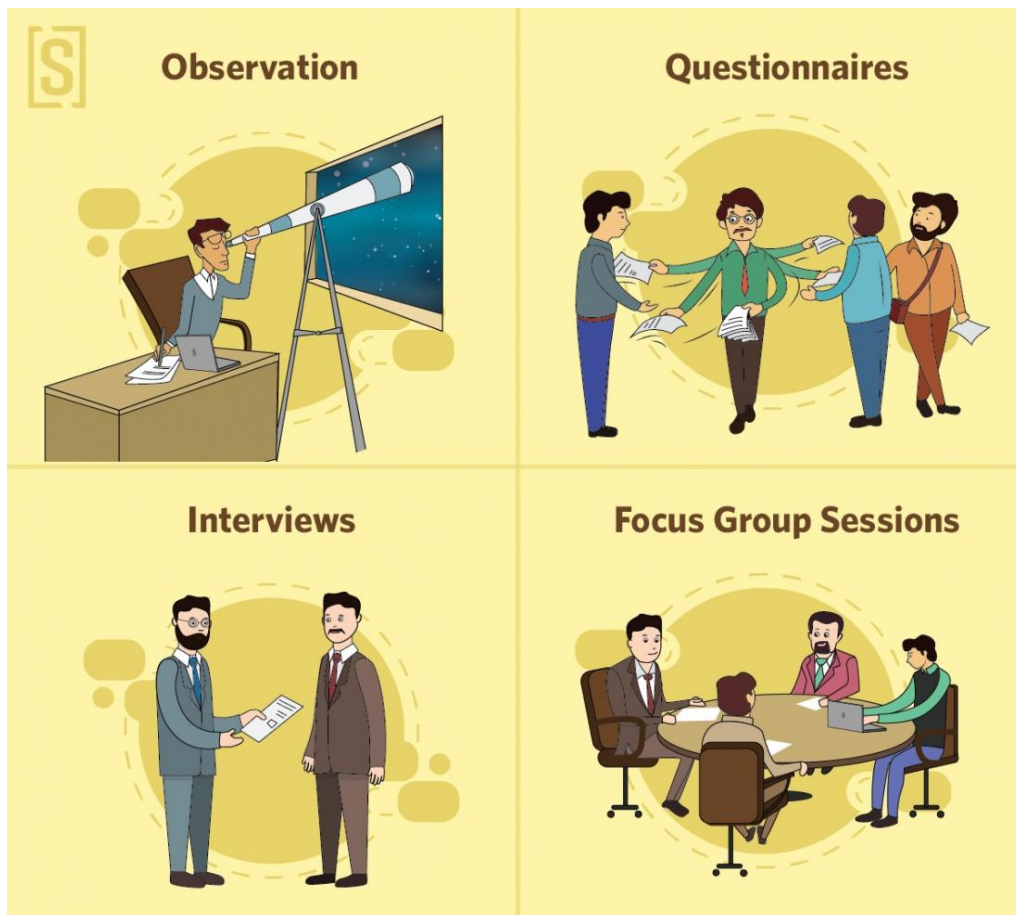 [S]
Observation
Questionnaires
Interviews
Focus Group Sessions